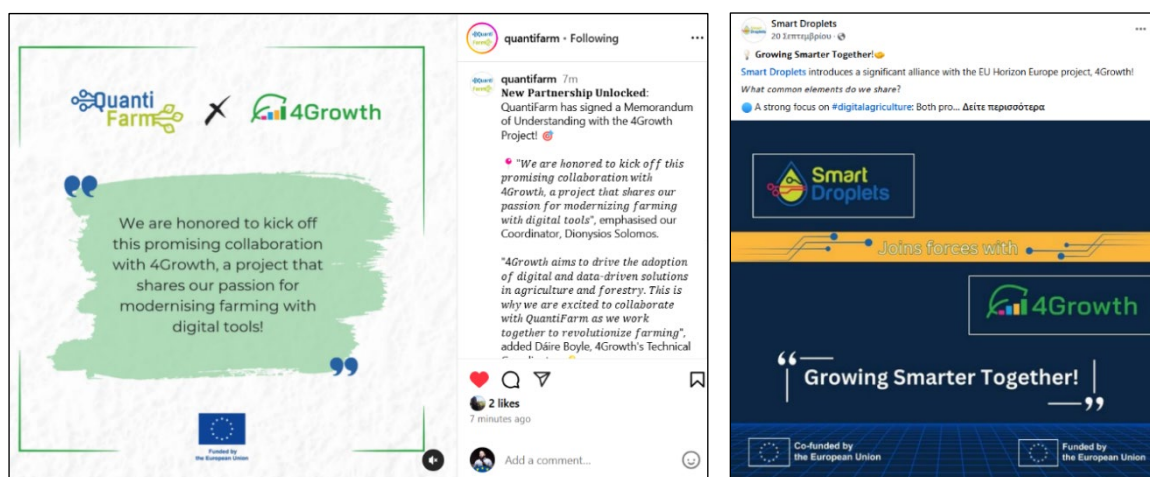 Quanti
Farm
4Growth
We are honored to kick off
this promising collaboration
with 4Growth, a project that
shares our passion for
modernising farming with
digital tools!
Funded by
the European Union
quantifarm • Following
quantifarm 7m
New Partnership Unlocked:
QuantiFarm has signed a Memorandum
of Understanding with the 4Growth
Project! 🎯
📍 "We are honored to kick off this
promising collaboration with
4Growth, a project that shares our
passion for modernizing farming
with digital tools", emphasised our
Coordinator, Dionysios Solomos.
"4Growth aims to drive the adoption
of digital and data-driven solutions
in agriculture and forestry. This is
why we are excited to collaborate
with QuantiFarm as we work
together to revolutionize farming",
added Dáire Boyle, 4Growth's Technical
2 likes
7 minutes ago
Add a comment...
Smart Droplets
20 Σεπτεμβρίου
💡 Growing Smarter Together!🤝
Smart Droplets introduces a significant alliance with the EU Horizon Europe project, 4Growth!
What common elements do we share?
🔵 A strong focus on #digitalagriculture: Both pro... Δείτε περισσότερα
Smart
Droplets
Joins forces with
4Growth
“Growing Smarter Together!”
Co-funded by
the European Union
Funded by
the European Union